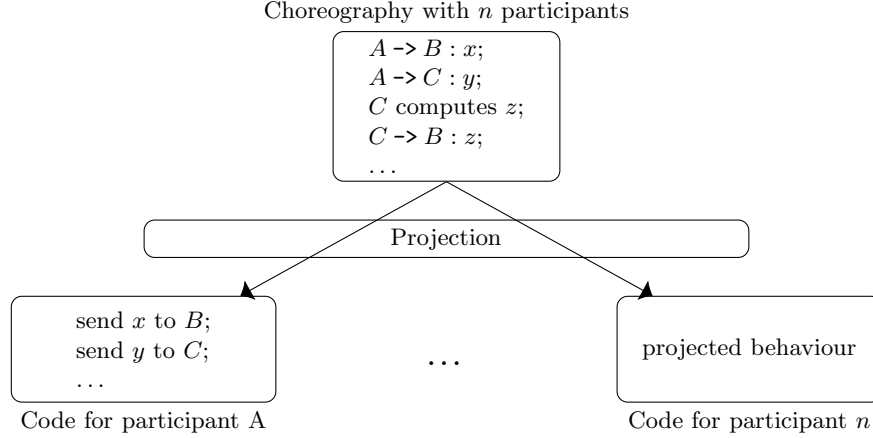 Choreography with n participants
A -> B : x;
A -> C : y;
C computes z;
C -> B : z;
...
Projection
send x to B;
send y to C;
...
...
projected behaviour
Code for participant A
Code for participant n